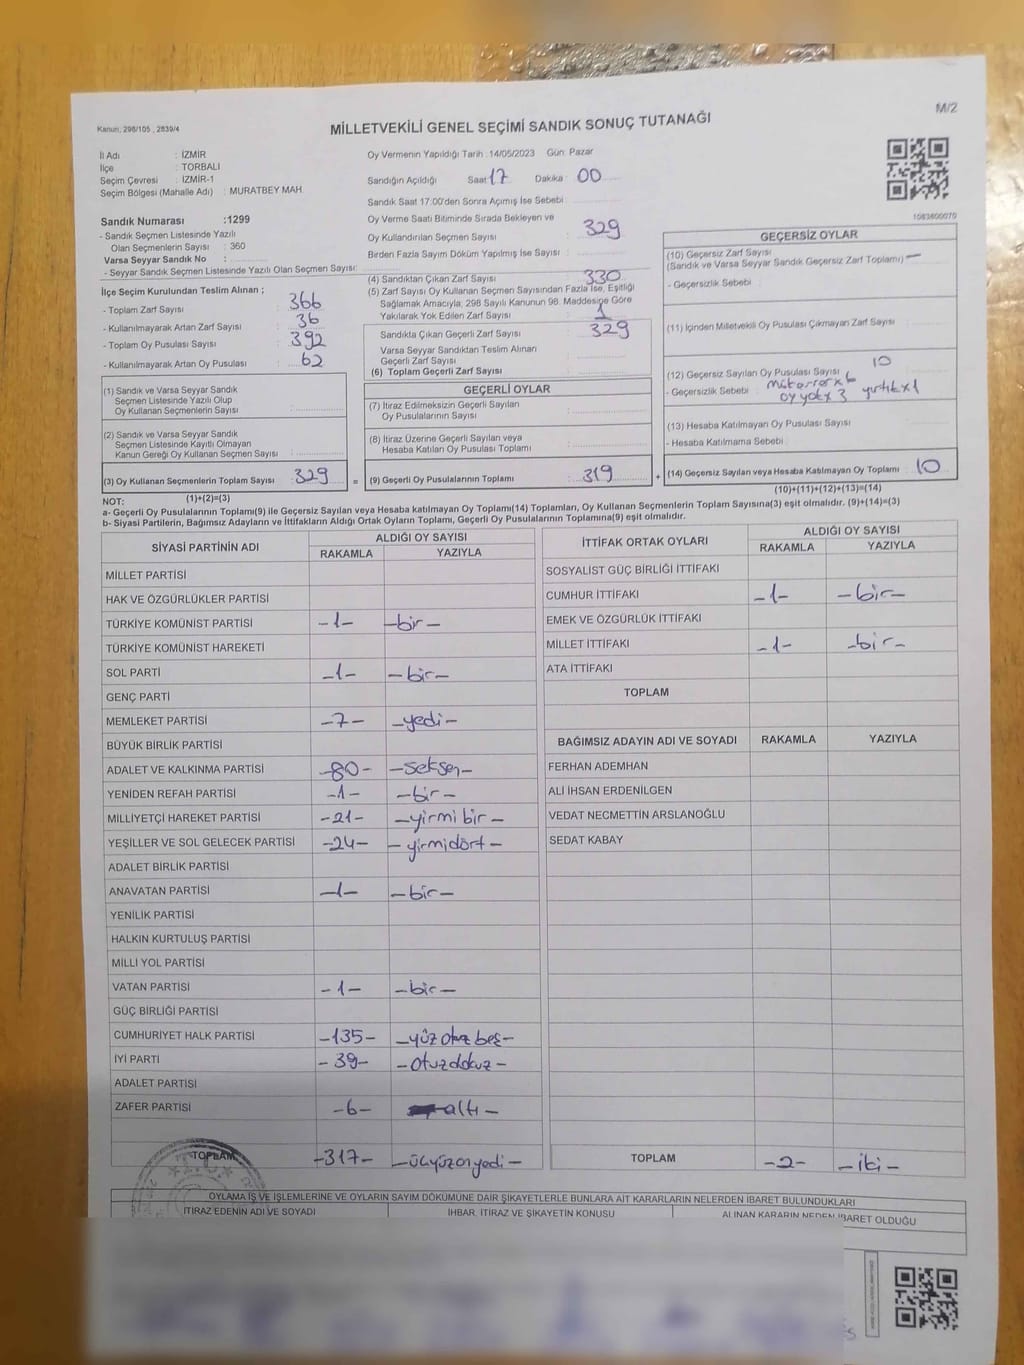 M/2
Kanun; 298/105 , 2839/4
MİLLETVEKİLİ GENEL SEÇİMİ SANDIK SONUÇ TUTANAĞI
İl Adı : İZMİR
İlçe : TORBALI
Seçim Çevresi : İZMİR-1
Seçim Bölgesi (Mahalle Adı) : MURATBEY MAH.
Sandık Numarası :1299
- Sandık Seçmen Listesinde Yazılı
Olan Seçmenlerin Sayısı : 360
Varsa Seyyar Sandık No :
- Seyyar Sandık Seçmen Listesinde Yazılı Olan Seçmen Sayısı:
İlçe Seçim Kurulundan Teslim Alınan ;
- Toplam Zarf Sayısı 366
- Kullanılmayarak Artan Zarf Sayısı 36
- Toplam Oy Pusulası Sayısı 392
- Kullanılmayarak Artan Oy Pusulası 62
(1) Sandık ve Varsa Seyyar Sandık
Seçmen Listesinde Yazılı Olup
Oy Kullanan Seçmenlerin Sayısı :
(2) Sandık ve Varsa Seyyar Sandık
Seçmen Listesinde Kayıtlı Olmayan
Kanun Gereği Oy Kullanan Seçmen Sayısı :
(3) Oy Kullanan Seçmenlerin Toplam Sayısı : 329 =
Oy Vermenin Yapıldığı Tarih :14/05/2023 Gün: Pazar
Sandığın Açıldığı Saat 17 Dakika 00
Sandık Saat 17.00'den Sonra Açımış İse Sebebi :
Oy Verme Saati Bitiminde Sırada Bekleyen ve
Oy Kullandırılan Seçmen Sayısı : 329
Birden Fazla Sayım Döküm Yapılmış İse Sayısı :
(4) Sandıktan Çıkan Zarf Sayısı : 330
(5) Zarf Sayısı Oy Kullanan Seçmen Sayısından Fazla İse, Eşitliği
Sağlamak Amacıyla, 298 Sayılı Kanunun 98. Maddesine Göre
Yakılarak Yok Edilen Zarf Sayısı : 1
Sandıkta Çıkan Geçerli Zarf Sayısı : 329
Varsa Seyyar Sandıktan Teslim Alınan
Geçerli Zarf Sayısı
(6) Toplam Geçerli Zarf Sayısı :
GEÇERLİ OYLAR
(7) İtiraz Edilmeksizin Geçerli Sayılan
Oy Pusulalarının Sayısı :
(8) İtiraz Üzerine Geçerli Sayılan veya
Hesaba Katılan Oy Pusulası Toplamı :
(9) Geçerli Oy Pusulalarının Toplamı : 319 +
1083600070
GEÇERSİZ OYLAR
(10) Geçersiz Zarf Sayısı
(Sandık ve Varsa Seyyar Sandık Geçersiz Zarf Toplamı) : —
- Geçersizlik Sebebi :
(11) İçinden Milletvekili Oy Pusulası Çıkmayan Zarf Sayısı
(12) Geçersiz Sayılan Oy Pusulası Sayısı 10
- Geçersizlik Sebebi : x6
oy yok x 3 yırtık x1
(13) Hesaba Katılmayan Oy Pusulası Sayısı
- Hesaba Katılmama Sebebi :
(14) Geçersiz Sayılan veya Hesaba Katılmayan Oy Toplamı : 10
NOT: (1)+(2)=(3) (10)+(11)+(12)+(13)=(14)
a- Geçerli Oy Pusulalarının Toplamı(9) ile Geçersiz Sayılan veya Hesaba katılmayan Oy Toplamı(14) Toplamları, Oy Kullanan Seçmenlerin Toplam Sayısına(3) eşit olmalıdır. (9)+(14)=(3)
b- Siyasi Partilerin, Bağımsız Adayların ve İttifakların Aldığı Ortak Oyların Toplamı, Geçerli Oy Pusulalarının Toplamına(9) eşit olmalıdır.
SİYASİ PARTİNİN ADI ALDIĞI OY SAYISI
RAKAMLA YAZIYLA
MİLLET PARTİSİ
HAK VE ÖZGÜRLÜKLER PARTİSİ
TÜRKİYE KOMÜNİST PARTİSİ -1- -bir-
TÜRKİYE KOMÜNİST HAREKETİ
SOL PARTİ -1- -bir-
GENÇ PARTİ
MEMLEKET PARTİSİ -7- -yedi-
BÜYÜK BİRLİK PARTİSİ
ADALET VE KALKINMA PARTİSİ -80- -seksen-
YENİDEN REFAH PARTİSİ -1- -bir-
MİLLİYETÇİ HAREKET PARTİSİ -21- -yirmi bir-
YEŞİLLER VE SOL GELECEK PARTİSİ -24- -yirmidört-
ADALET BİRLİK PARTİSİ
ANAVATAN PARTİSİ -1- -bir-
YENİLİK PARTİSİ
HALKIN KURTULUŞ PARTİSİ
MİLLİ YOL PARTİSİ
VATAN PARTİSİ -1- -bir-
GÜÇ BİRLİĞİ PARTİSİ
CUMHURİYET HALK PARTİSİ -135- -yüz otuz beş-
İYİ PARTİ -39- -otuzdokuz-
ADALET PARTİSİ
ZAFER PARTİSİ -6- altı-
TOPLAM -317- -üçyüzonyedi-
İTTİFAK ORTAK OYLARI ALDIĞI OY SAYISI
RAKAMLA YAZIYLA
SOSYALİST GÜÇ BİRLİĞİ İTTİFAKI
CUMHUR İTTİFAKI -1- -bir-
EMEK VE ÖZGÜRLÜK İTTİFAKI
MİLLET İTTİFAKI -1- -bir-
ATA İTTİFAKI
TOPLAM
BAĞIMSIZ ADAYIN ADI VE SOYADI RAKAMLA YAZIYLA
FERHAN ADEMHAN
ALİ İHSAN ERDENİLGEN
VEDAT NECMETTİN ARSLANOĞLU
SEDAT KABAY
TOPLAM -2- -iki-
OYLAMA İŞ VE İŞLEMLERİNE VE OYLARIN SAYIM DÖKÜMÜNE DAİR ŞİKAYETLERLE BUNLARA AİT KARARLARIN NELERDEN İBARET BULUNDUKLARI
İTİRAZ EDENİN ADI VE SOYADI İHBAR, İTİRAZ VE ŞİKAYETİN KONUSU ALINAN KARARIN NEDEN İBARET OLDUĞU